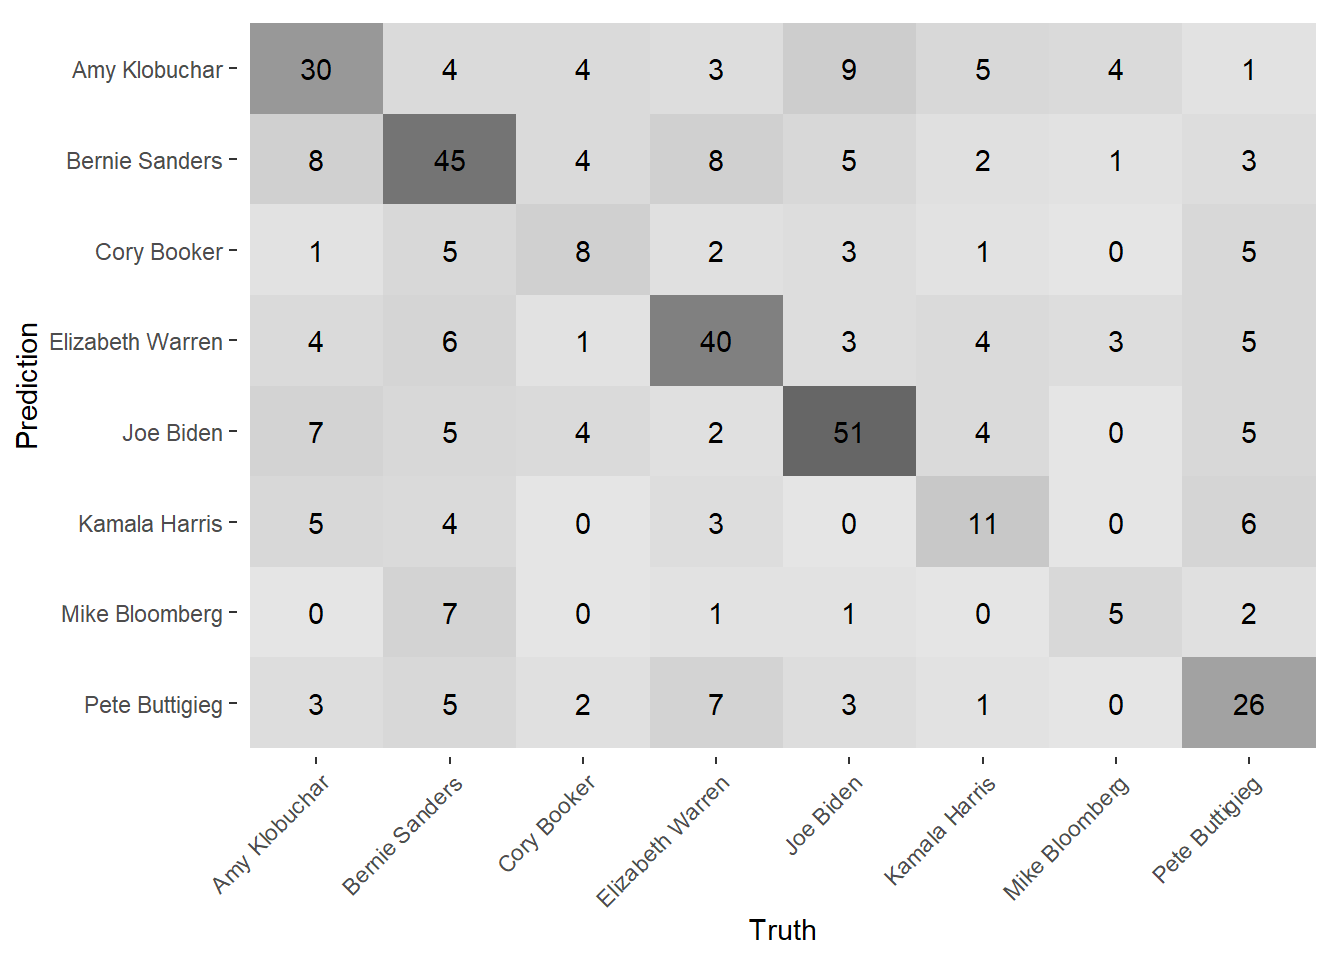 Prediction
Amy Klobuchar 30 4 4 3 9 5 4 1
Bernie Sanders 8 45 4 8 5 2 1 3
Cory Booker 1 5 8 2 3 1 0 5
Elizabeth Warren 4 6 1 40 3 4 3 5
Joe Biden 7 5 4 2 51 4 0 5
Kamala Harris 5 4 0 3 0 11 0 6
Mike Bloomberg 0 7 0 1 1 0 5 2
Pete Buttigieg 3 5 2 7 3 1 0 26
Amy Klobuchar
Bernie Sanders
Cory Booker
Elizabeth Warren
Joe Biden
Kamala Harris
Mike Bloomberg
Pete Buttigieg
Truth